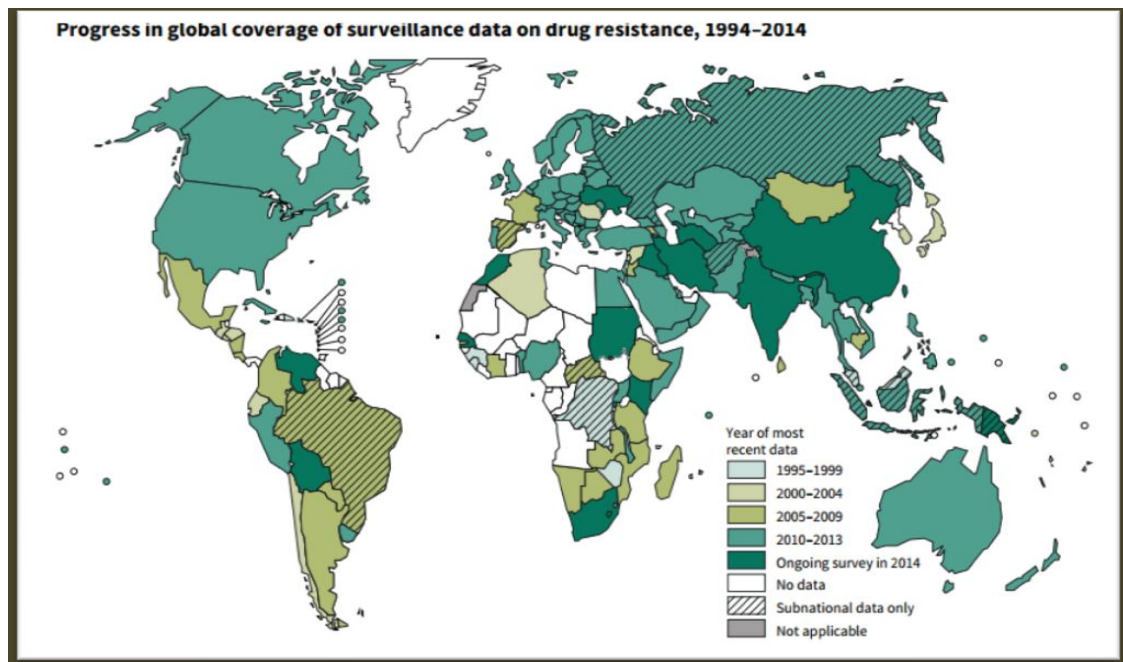 Progress in global coverage of surveillance data on drug resistance, 1994–2014
Year of most
recent data
1995–1999
2000–2004
2005–2009
2010–2013
Ongoing survey in 2014
No data
Subnational data only
Not applicable